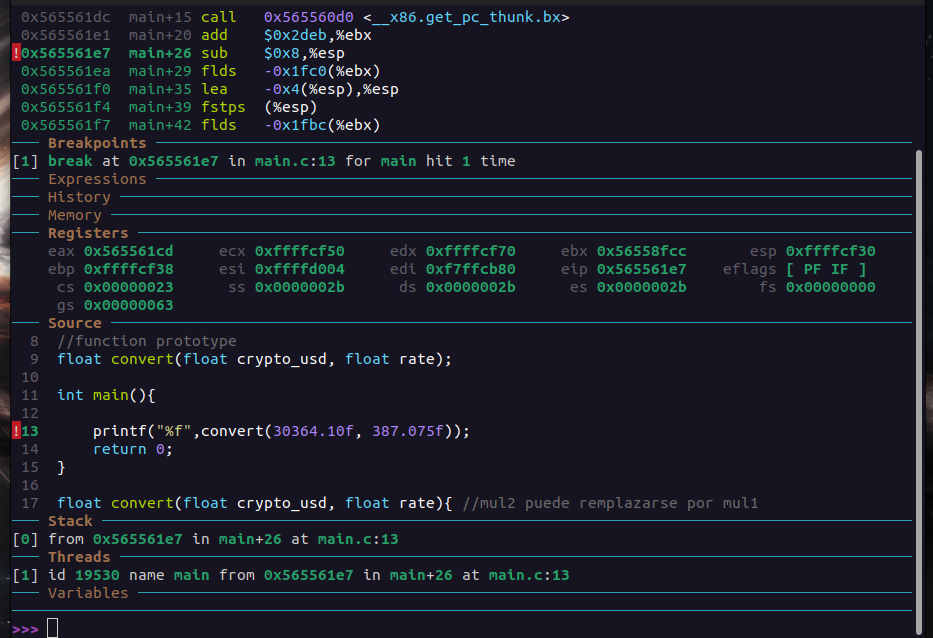 0x565561dc  main+15 call   0x565560d0 <__x86.get_pc_thunk.bx>
0x565561e1  main+20 add    $0x2deb,%ebx
!0x565561e7  main+26 sub    $0x8,%esp
0x565561ea  main+29 flds   -0x1fc0(%ebx)
0x565561f0  main+35 lea    -0x4(%esp),%esp
0x565561f4  main+39 fstps  (%esp)
0x565561f7  main+42 flds   -0x1fbc(%ebx)
Breakpoints
[1] break at 0x565561e7 in main.c:13 for main hit 1 time
Expressions
History
Memory
Registers
eax 0x565561cd     ecx 0xffffcf50     edx 0xffffcf70     ebx 0x56558fcc     esp 0xffffcf30
ebp 0xffffcf38     esi 0xffffd004     edi 0xf7ffcb80     eip 0x565561e7  eflags [ PF IF ]
cs 0x00000023      ss 0x0000002b      ds 0x0000002b      es 0x0000002b      fs 0x00000000
gs 0x00000063
Source
8  //function prototype
9  float convert(float crypto_usd, float rate);
10
11  int main(){
12
!13      printf("%f",convert(30364.10f, 387.075f));
14      return 0;
15  }
16
17  float convert(float crypto_usd, float rate){ //mul2 puede remplazarse por mul1
Stack
[0] from 0x565561e7 in main+26 at main.c:13
Threads
[1] id 19530 name main from 0x565561e7 in main+26 at main.c:13
Variables
>>>